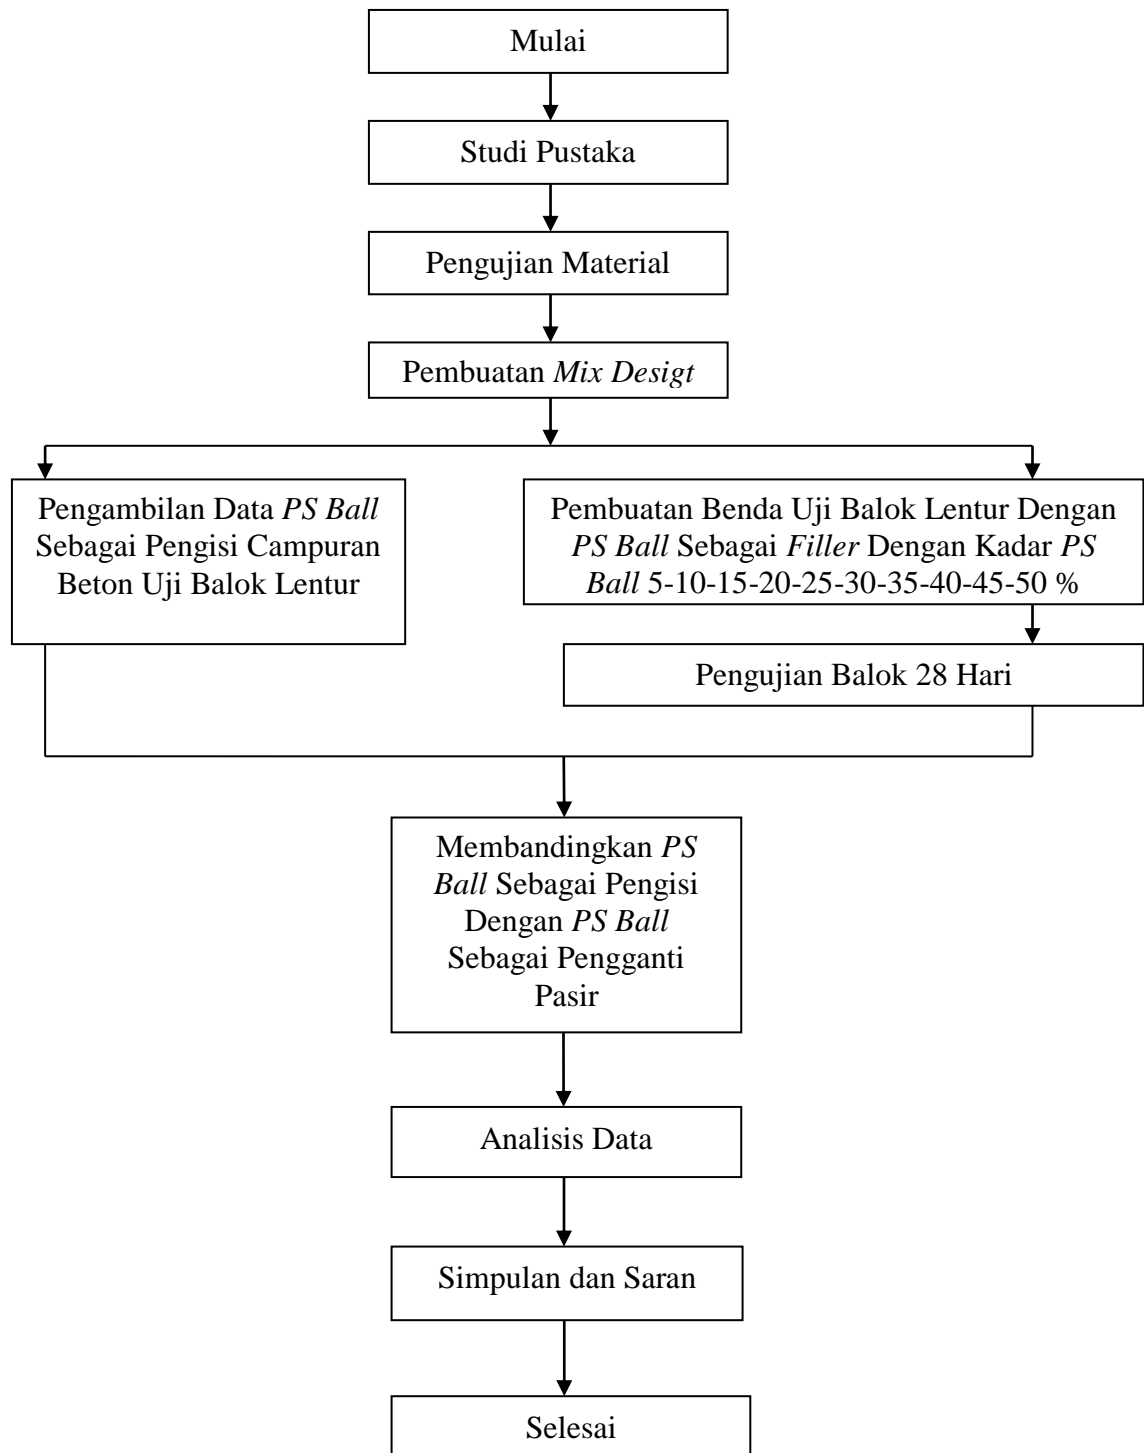 Mulai
Studi Pustaka
Pengujian Material
Pembuatan Mix Desigt
Pengambilan Data PS Ball
Sebagai Pengisi Campuran
Beton Uji Balok Lentur
Pembuatan Benda Uji Balok Lentur Dengan
PS Ball Sebagai Filler Dengan Kadar PS
Ball 5-10-15-20-25-30-35-40-45-50 %
Pengujian Balok 28 Hari
Membandingkan PS
Ball Sebagai Pengisi
Dengan PS Ball
Sebagai Pengganti
Pasir
Analisis Data
Simpulan dan Saran
Selesai